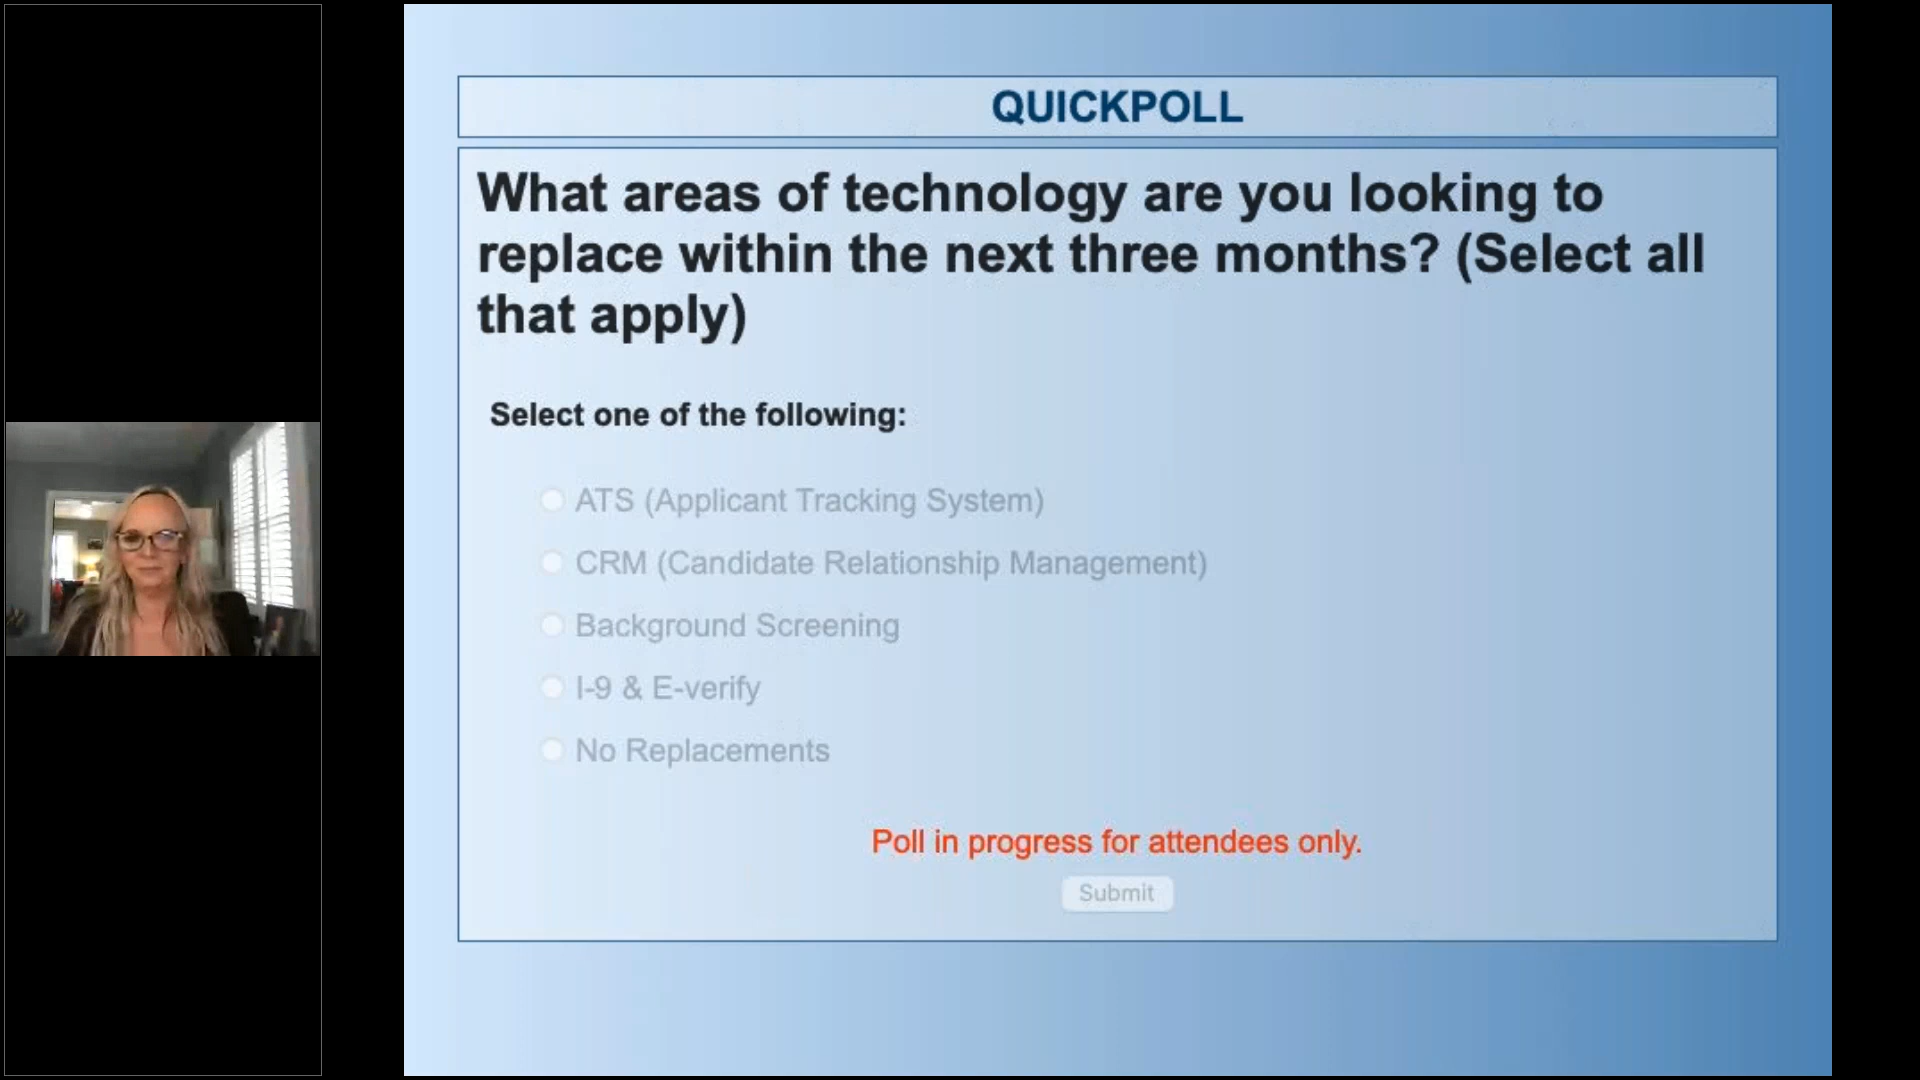 QUICKPOLL
What areas of technology are you looking to
replace within the next three months? (Select all
that apply)
Select one of the following:
ATS (Applicant Tracking System)
CRM (Candidate Relationship Management)
Background Screening
I-9 & E-verify
No Replacements
Poll in progress for attendees only.
Submit